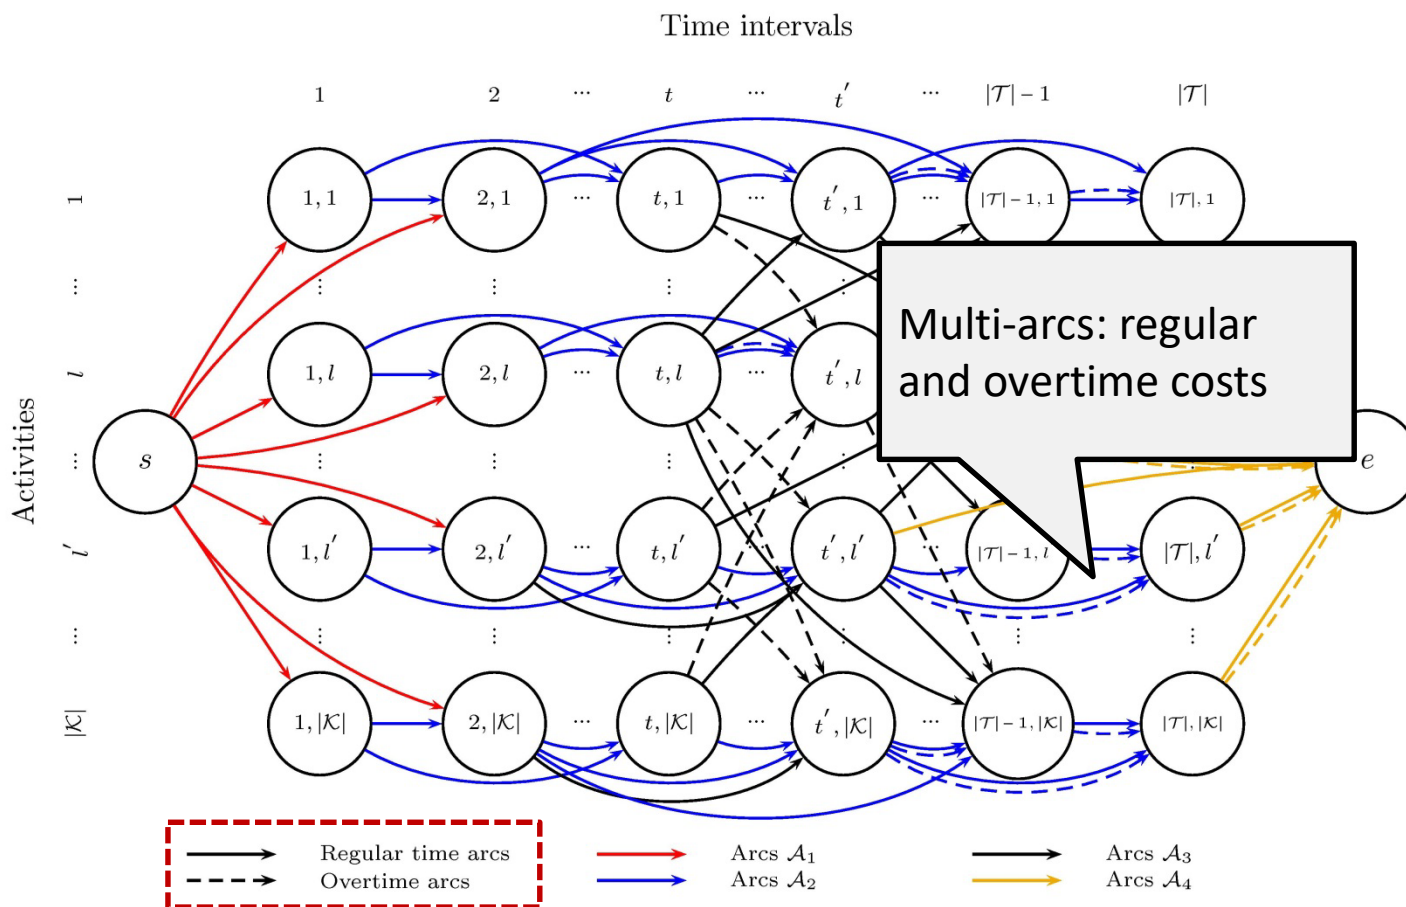 Time intervals
1 2 ... t ... t′ ... |𝒯|−1 |𝒯|
Activities
1 ... l ... l′ ... |𝒦|
1, 1 2, 1 ... t, 1 ... t′, 1 ... |𝒯|−1, 1 |𝒯|, 1
Multi-arcs: regular
and overtime costs
1, l 2, l ... t, l ... t′, l
s e
1, l′ 2, l′ ... t, l′ ... t′, l′ ... |𝒯|−1, l |𝒯|, l′
1, |𝒦| 2, |𝒦| ... t, |𝒦| ... t′, |𝒦| ... |𝒯|−1, |𝒦| |𝒯|, |𝒦|
Regular time arcs Arcs 𝒜₁ Arcs 𝒜₃
Overtime arcs Arcs 𝒜₂ Arcs 𝒜₄